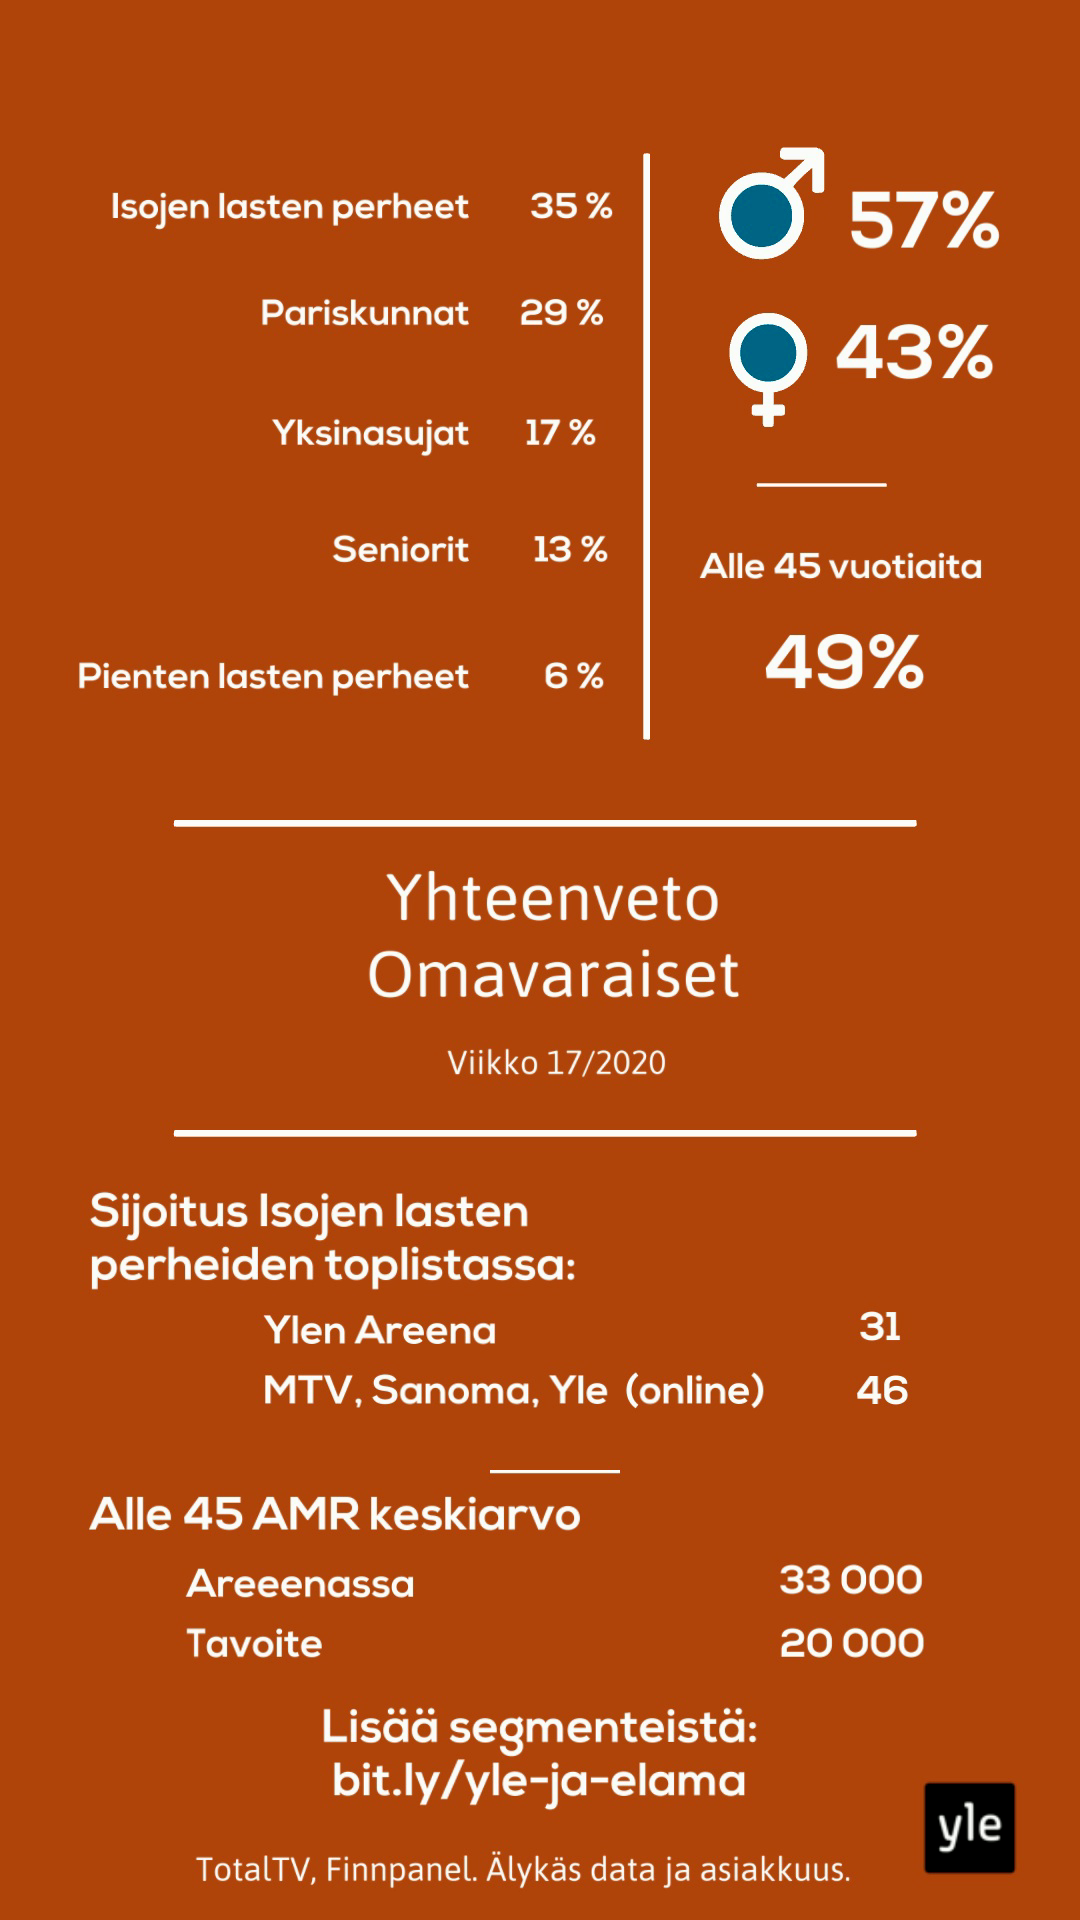 Isojen lasten perheet 35 %
Pariskunnat 29 %
Yksinasujat 17 %
Seniorit 13 %
Pienten lasten perheet 6 %
57%
43%
Alle 45 vuotiaita
49%
Yhteenveto
Omavaraiset
Viikko 17/2020
Sijoitus Isojen lasten
perheiden toplistassa:
Ylen Areena 31
MTV, Sanoma, Yle (online) 46
Alle 45 AMR keskiarvo
Areeenassa 33 000
Tavoite 20 000
Lisää segmenteistä:
bit.ly/yle-ja-elama
yle
TotalTV, Finnpanel. Älykäs data ja asiakkuus.